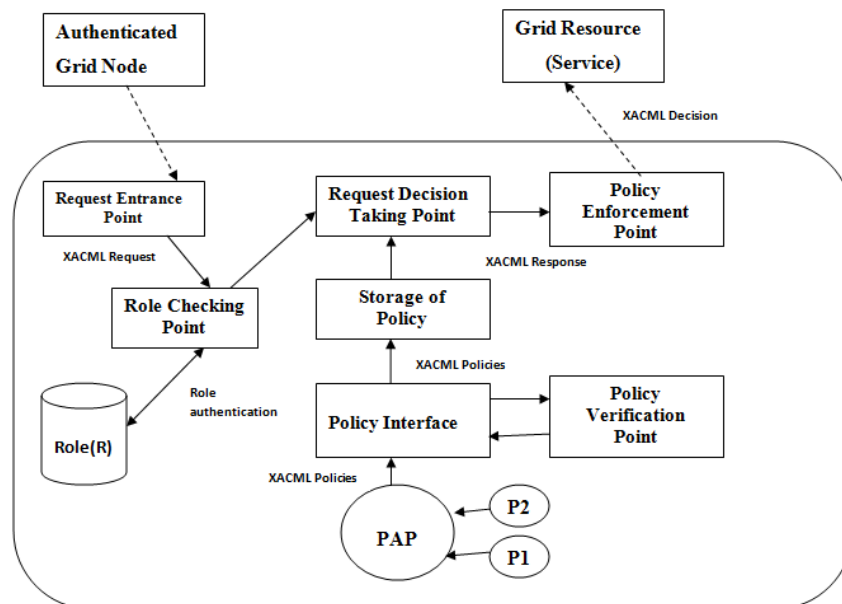 Authenticated
Grid Node
Grid Resource
(Service)
XACML Decision
Request Entrance
Point
Request Decision
Taking Point
Policy
Enforcement
Point
XACML Request
XACML Response
Role Checking
Point
Storage of
Policy
XACML Policies
Role
authentication
Role(R)
Policy Interface
Policy
Verification
Point
XACML Policies
PAP
P2
P1